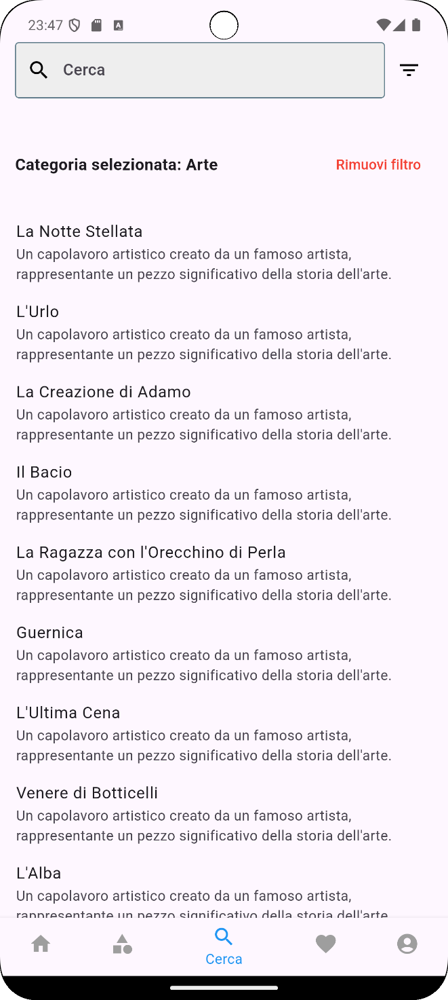 23:47
Cerca
Categoria selezionata: Arte
Rimuovi filtro
La Notte Stellata
Un capolavoro artistico creato da un famoso artista,
rappresentante un pezzo significativo della storia dell'arte.
L'Urlo
Un capolavoro artistico creato da un famoso artista,
rappresentante un pezzo significativo della storia dell'arte.
La Creazione di Adamo
Un capolavoro artistico creato da un famoso artista,
rappresentante un pezzo significativo della storia dell'arte.
Il Bacio
Un capolavoro artistico creato da un famoso artista,
rappresentante un pezzo significativo della storia dell'arte.
La Ragazza con l'Orecchino di Perla
Un capolavoro artistico creato da un famoso artista,
rappresentante un pezzo significativo della storia dell'arte.
Guernica
Un capolavoro artistico creato da un famoso artista,
rappresentante un pezzo significativo della storia dell'arte.
L'Ultima Cena
Un capolavoro artistico creato da un famoso artista,
rappresentante un pezzo significativo della storia dell'arte.
Venere di Botticelli
Un capolavoro artistico creato da un famoso artista,
rappresentante un pezzo significativo della storia dell'arte.
L'Alba
Un capolavoro artistico creato da un famoso artista,
rappresentante un pezzo significativo della storia dell'arte
Cerca